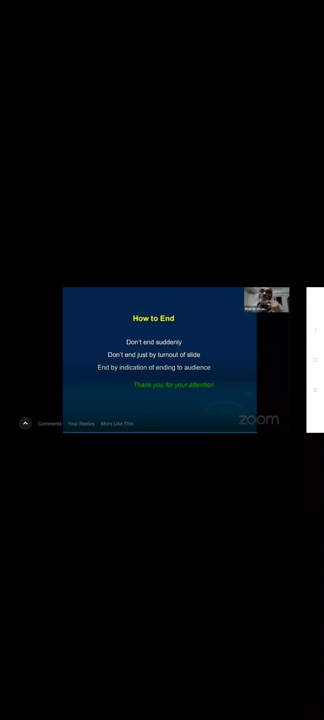 How to End
Don't end suddenly
Don't end just by turnout of slide
End by indication of ending to audience
Thank you for your attention
zoom
Comments Your Replies More Like This